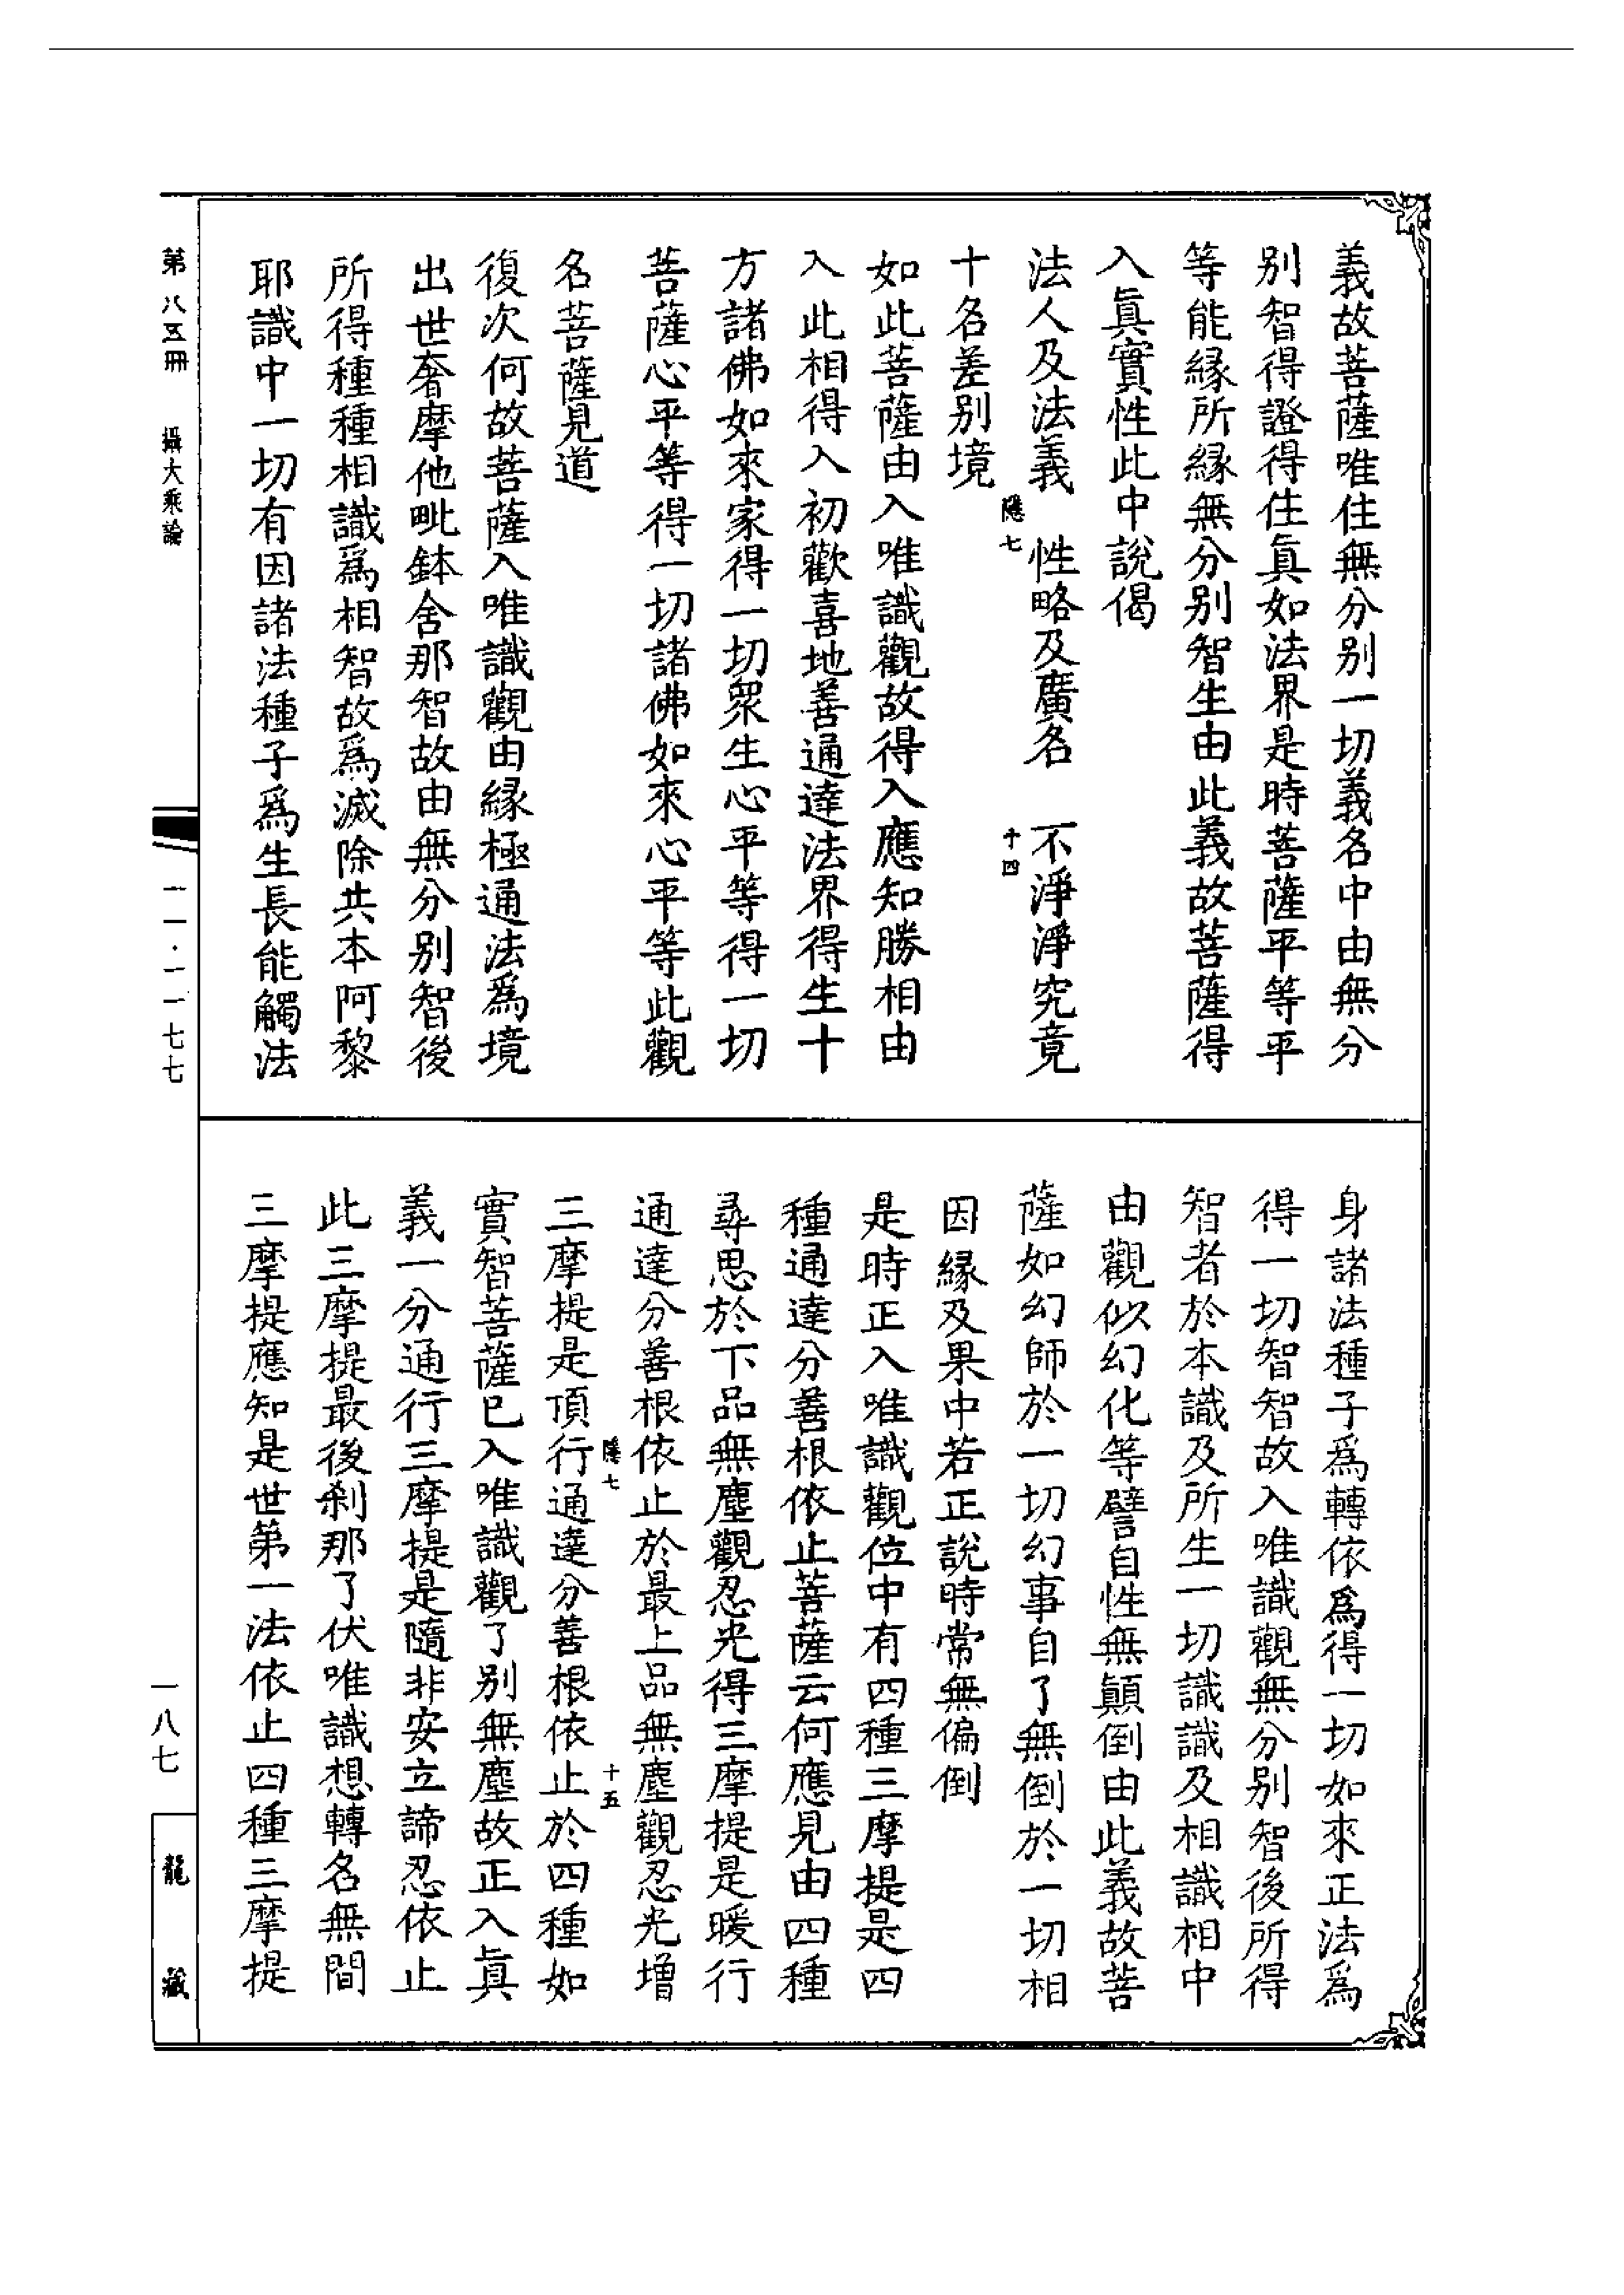 義故菩薩唯住無分别一切義名中由無分
别智得證得住眞如法界是時菩薩平等平
等能緣所緣無分别智生由此義故菩薩得
入眞實性此中說偈
法人及法義　性略及廣名　不淨淨究竟
隱七　十四
十名差别境
如此菩薩由入唯識觀故得入應知勝相由
入此相得入初歡喜地善通達法界得生十
方諸佛如來家得一切衆生心平等得一切
菩薩心平等得一切諸佛如來心平等此觀
名菩薩見道
復次何故菩薩入唯識觀由緣極通法爲境
出世奢摩他毗鉢舍那智故由無分别智後
所得種種相識爲相智故爲滅除共本阿黎
耶識中一切有因諸法種子爲生長能觸法
身諸法種子爲轉依爲得一切如來正法爲
得一切智智故入唯識觀無分别智後所得
智者於本識及所生一切識識及相識相中
由觀似幻化等譬自性無顛倒由此義故菩
薩如幻師於一切幻事自了無倒於一切相
因緣及果中若正說時常無偏倒
是時正入唯識觀位中有四種三摩提是四
種通達分善根依止菩薩云何應見由四種
尋思於下品無塵觀忍光得三摩提是暖行
通達分善根依止於最上品無塵觀忍光增
隱七　十五
三摩提是頂行通達分善根依止於四種如
實智菩薩已入唯識觀了别無塵故正入眞
義一分通行三摩提是隨非安立諦忍依止
此三摩提最後刹那了伏唯識想轉名無間
三摩提應知是世第一法依止四種三摩提
第八五冊　攝大乘論
一一·一一七七
一八七
龍藏